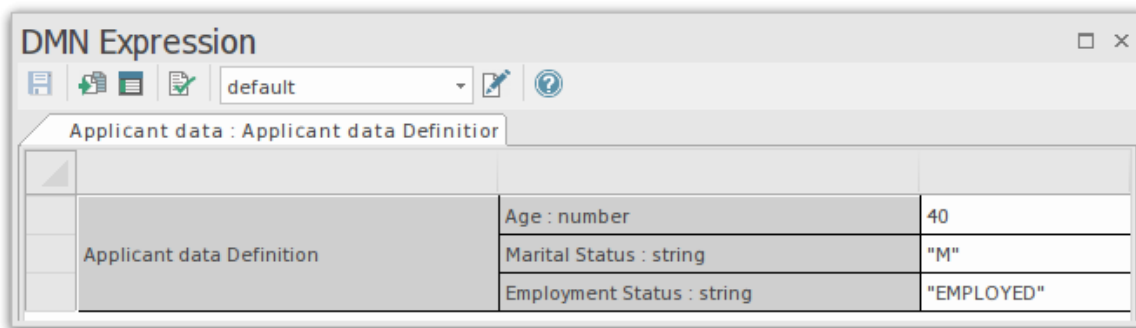 DMN Expression
default
Applicant data : Applicant data Definitior
Age : number
40
Applicant data Definition
Marital Status : string
"M"
Employment Status : string
"EMPLOYED"